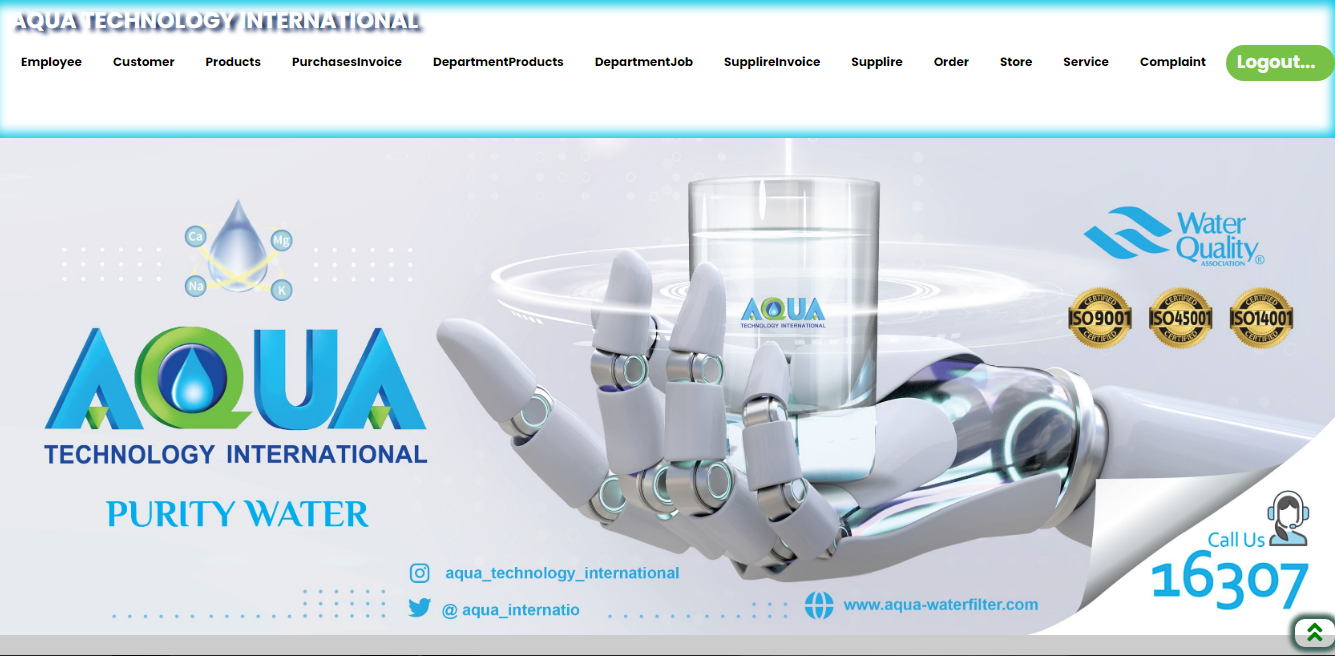 AQUA TECHNOLOGY INTERNATIONAL
Employee Customer Products PurchasesInvoice DepartmentProducts DepartmentJob SupplireInvoice Supplire Order Store Service Complaint Logout...
Ca Mg
Na K
AQUA
TECHNOLOGY INTERNATIONAL
PURITY WATER
AQUA
TECHNOLOGY INTERNATIONAL
Water
Quality®
ASSOCIATION
CERTIFIED CERTIFIED CERTIFIED
ISO9001 ISO45001 ISO14001
CERTIFIED CERTIFIED CERTIFIED
aqua_technology_international
@ aqua_internatio
www.aqua-waterfilter.com
Call Us
16307